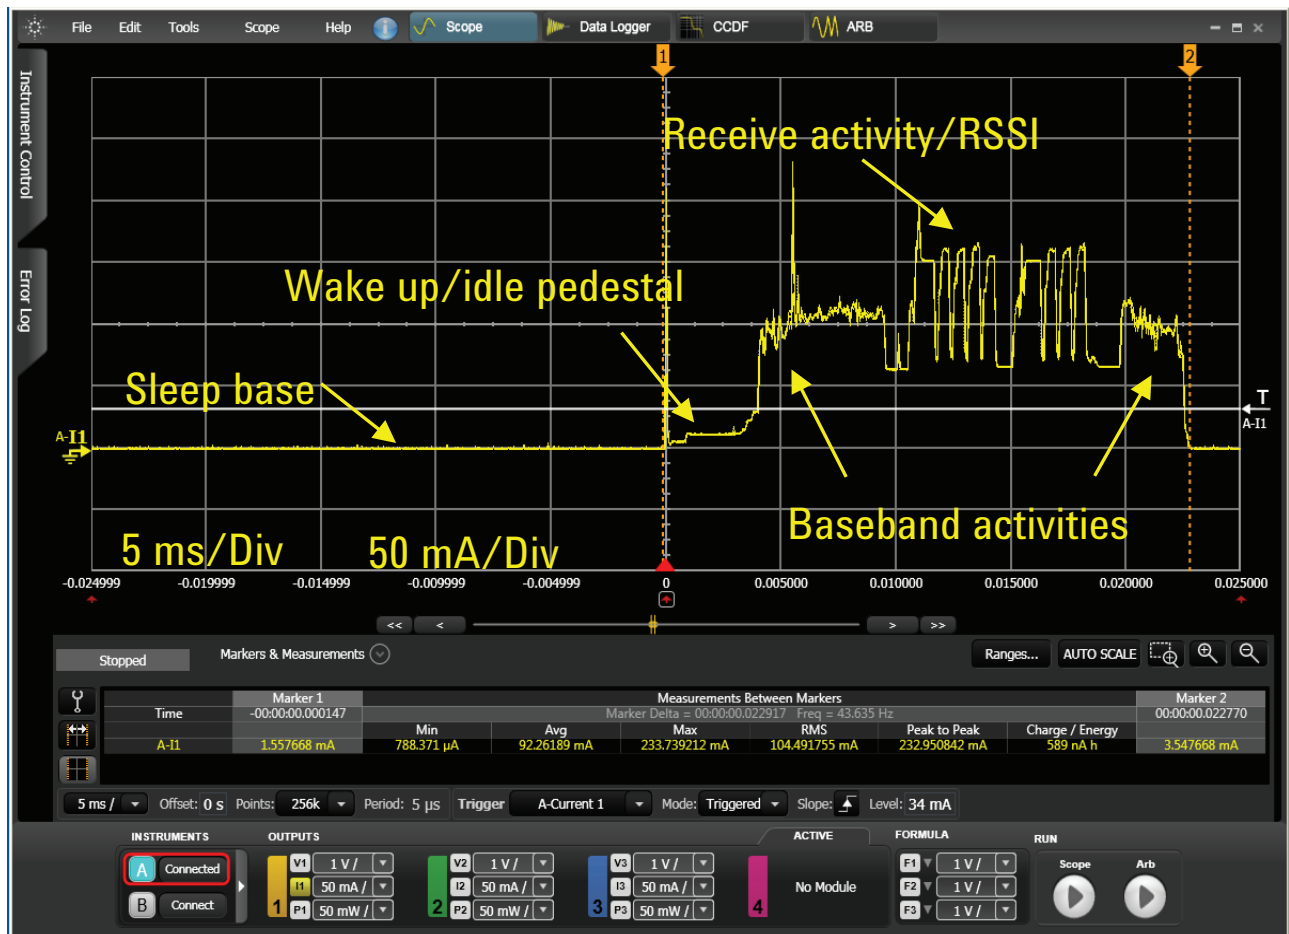 File Edit Tools Scope Help i Scope Data Logger CCDF ARB
Instrument Control
Error Log
1
2
Receive activity/RSSI
Wake up/idle pedestal
Sleep base
A-I1
T
A-I1
Baseband activities
5 ms/Div 50 mA/Div
-0.024999 -0.019999 -0.014999 -0.009999 -0.004999 0 0.005000 0.010000 0.015000 0.020000 0.025000
<< < > >>
Stopped Markers & Measurements Ranges... AUTO SCALE
Marker 1 Measurements Between Markers Marker 2
Time -00:00:00.000147 Marker Delta = 00:00:00.022917 Freq = 43.635 Hz 00:00:00.022770
Min Avg Max RMS Peak to Peak Charge / Energy
A-I1 1.557668 mA 788.371 µA 92.26189 mA 233.739212 mA 104.491755 mA 232.950842 mA 589 nA h 3.547668 mA
5 ms / Offset: 0 s Points: 256k Period: 5 µs Trigger A-Current 1 Mode: Triggered Slope: Level: 34 mA
INSTRUMENTS OUTPUTS ACTIVE FORMULA RUN
A Connected V1 1 V / V2 1 V / V3 1 V / F1 1 V / Scope Arb
I1 50 mA / I2 50 mA / I3 50 mA / No Module F2 1 V /
B Connect 1 P1 50 mW / 2 P2 50 mW / 3 P3 50 mW / 4 F3 1 V /